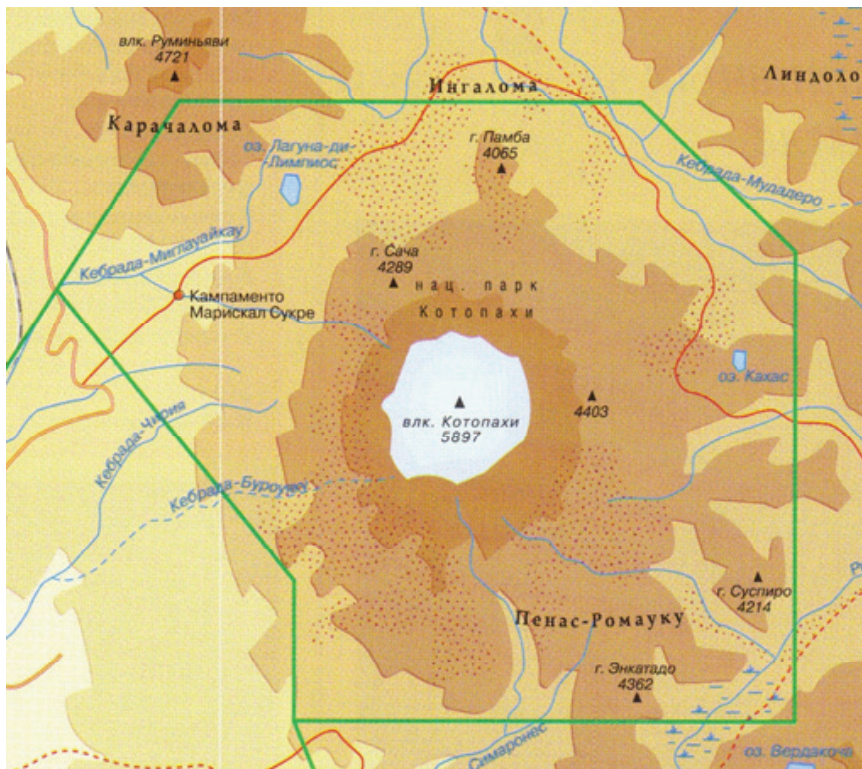 влк. Руминьяви
4721
Карачалома
Ингалома
Линдоло
г. Памба
4065
оз. Лагуна-ди-
-Лимпиос
Кебрада-Муладеро
Кебрада-Миглауайкау
г. Сача
4289
нац. парк
Котопахи
Кампаменто
Марискал Сукре
оз. Кахас
4403
влк. Котопахи
5897
Кебрада-Чирия
Кебрада-Буроуику
г. Суспиро
4214
Пенас-Ромауку
г. Энкатадо
4362
Симаронес
оз. Вердакоча